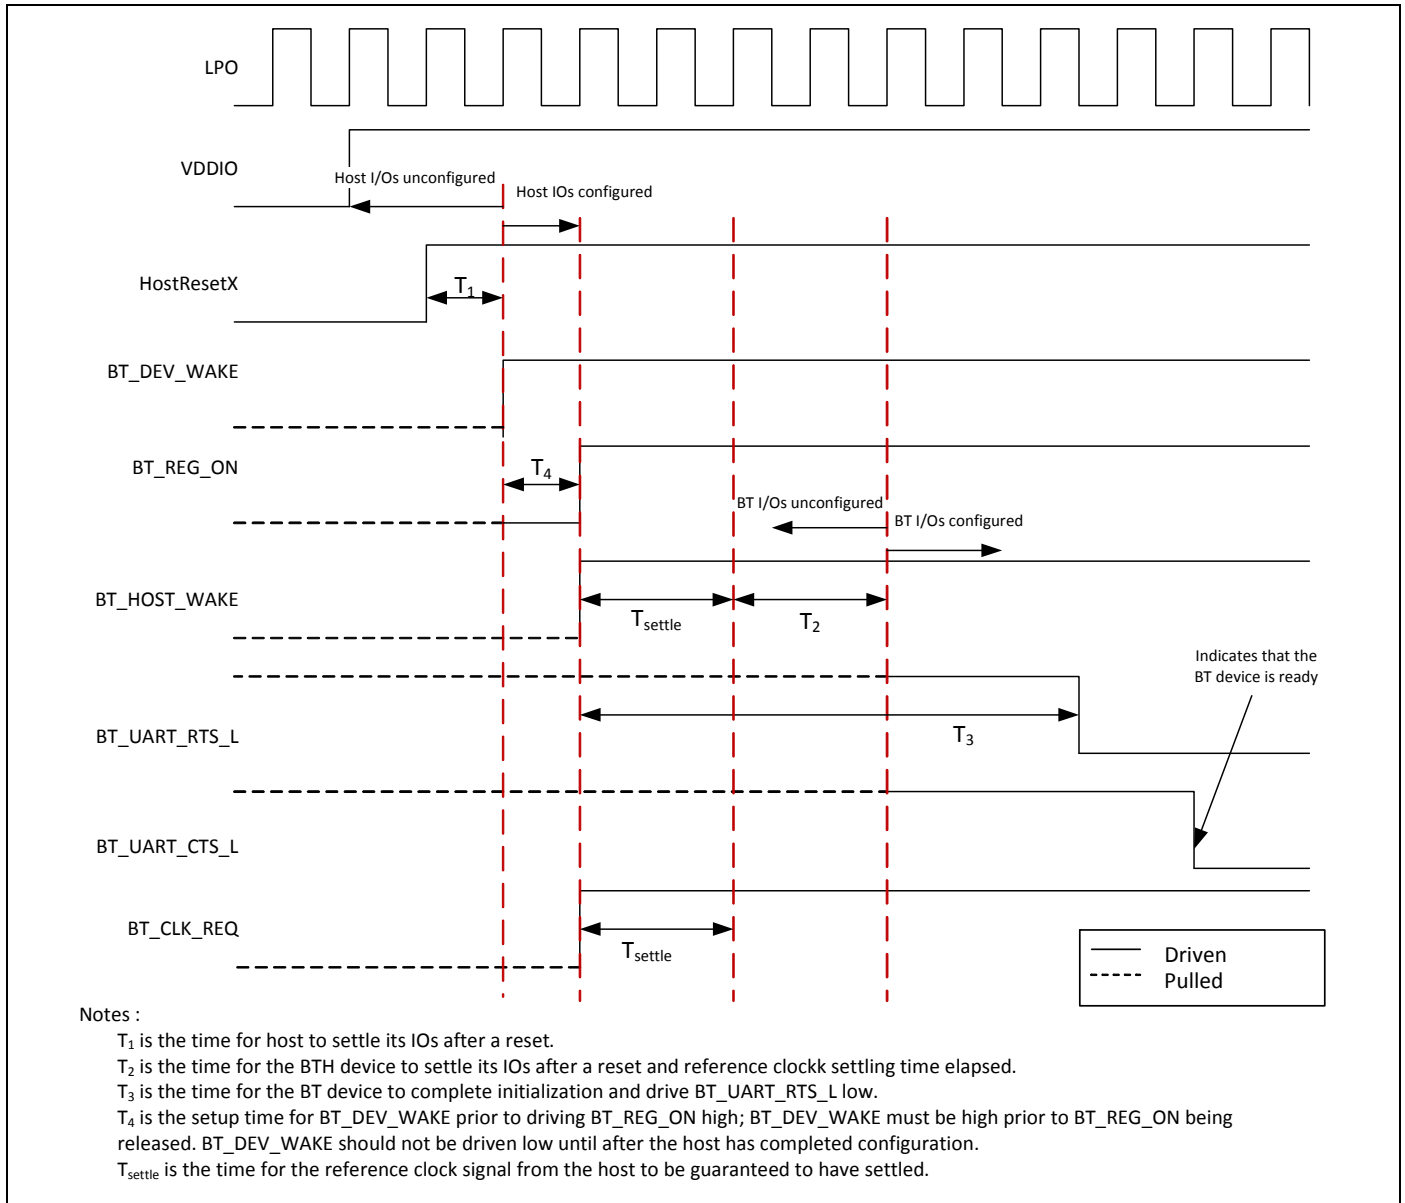 LPO
VDDIO
Host I/Os unconfigured
Host IOs configured
HostResetX
T1
BT_DEV_WAKE
BT_REG_ON
T4
BT I/Os unconfigured
BT I/Os configured
BT_HOST_WAKE
Tsettle
T2
Indicates that the
BT device is ready
BT_UART_RTS_L
T3
BT_UART_CTS_L
BT_CLK_REQ
Tsettle
Driven
Pulled
Notes :
T1 is the time for host to settle its IOs after a reset.
T2 is the time for the BTH device to settle its IOs after a reset and reference clockk settling time elapsed.
T3 is the time for the BT device to complete initialization and drive BT_UART_RTS_L low.
T4 is the setup time for BT_DEV_WAKE prior to driving BT_REG_ON high; BT_DEV_WAKE must be high prior to BT_REG_ON being
released. BT_DEV_WAKE should not be driven low until after the host has completed configuration.
Tsettle is the time for the reference clock signal from the host to be guaranteed to have settled.